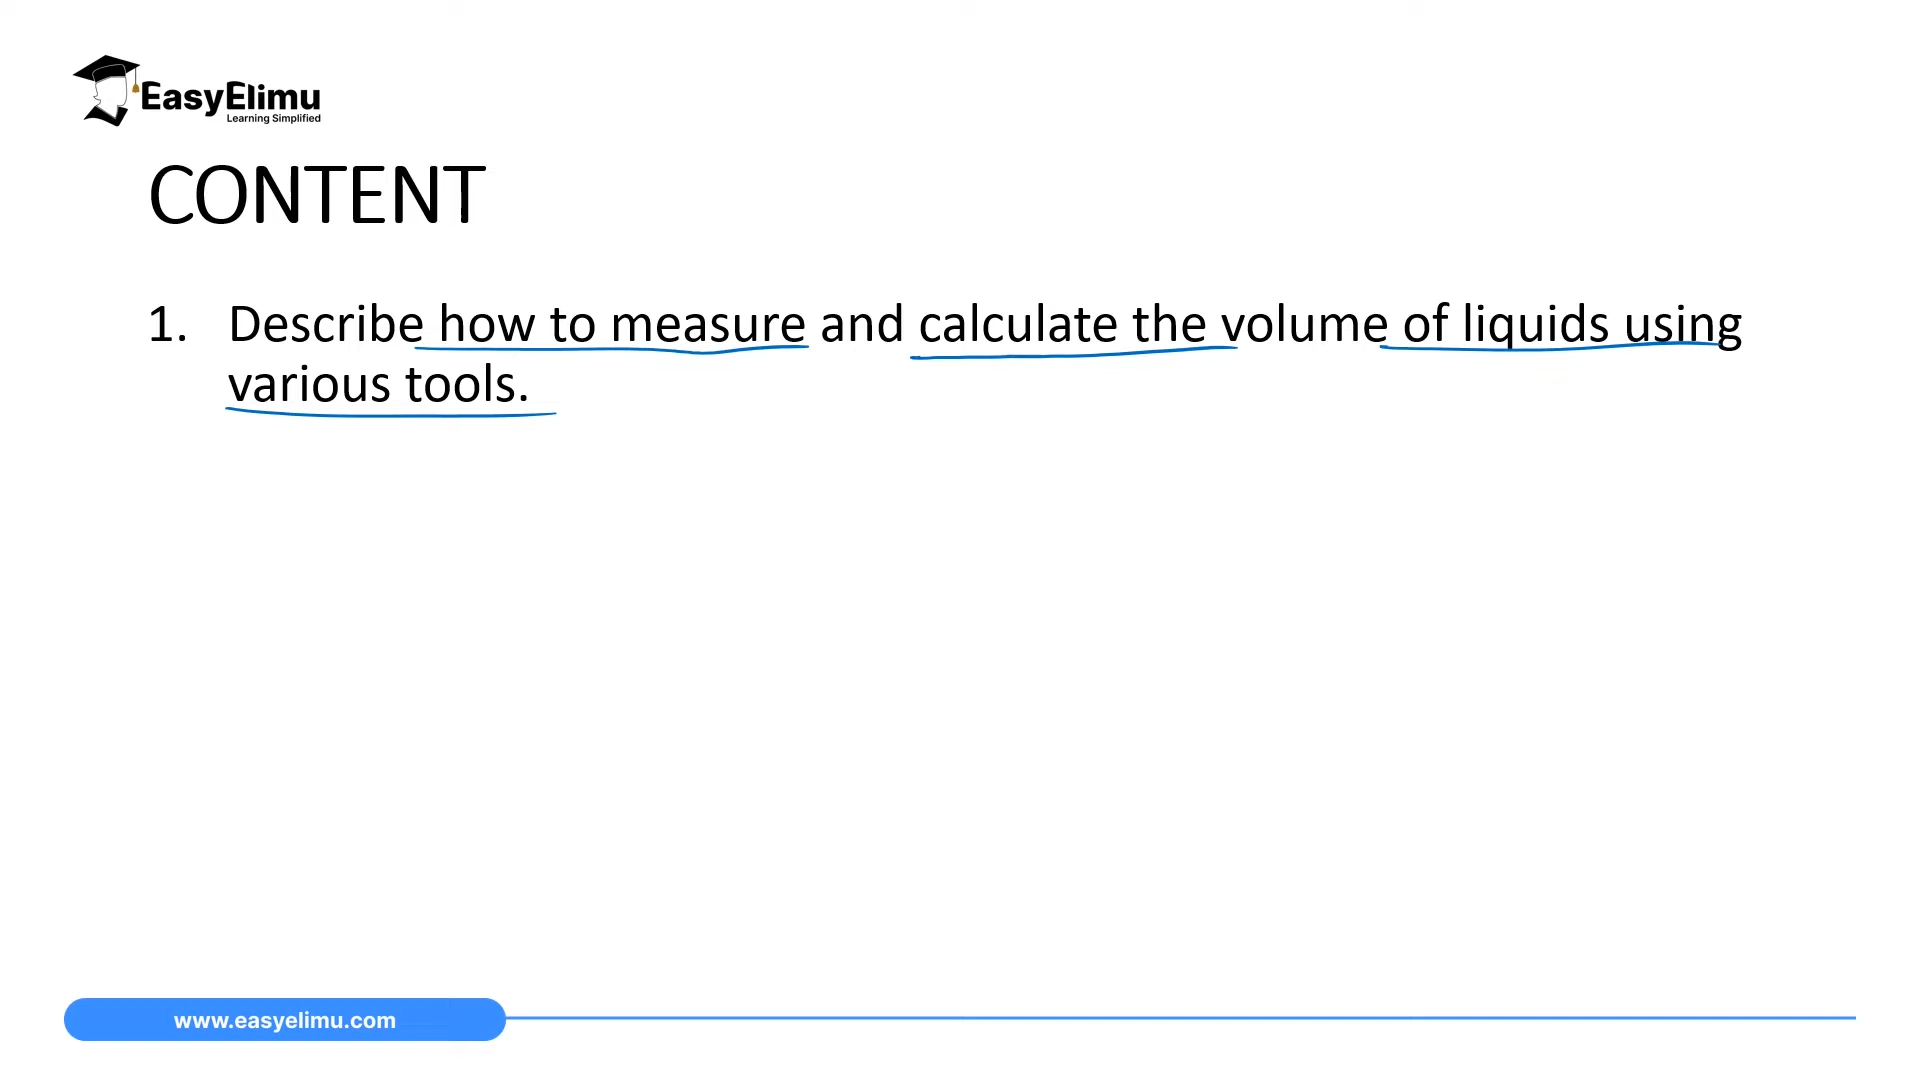 EasyElimu
Learning Simplified
CONTENT
1. Describe how to measure and calculate the volume of liquids using
various tools.
www.easyelimu.com